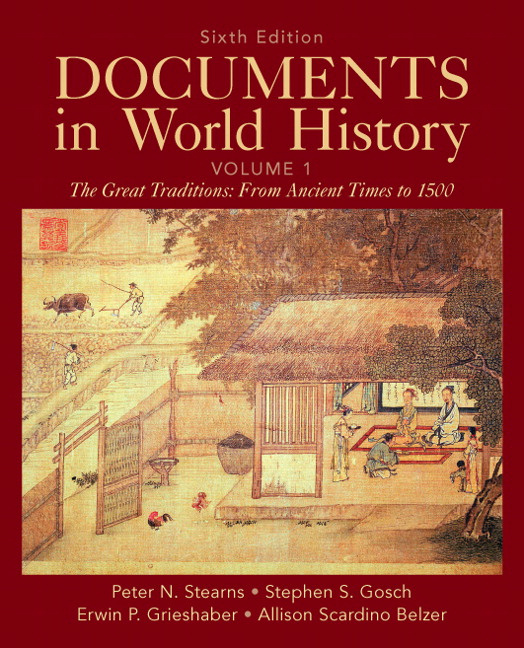 Sixth Edition
DOCUMENTS
in World History
VOLUME 1
The Great Traditions: From Ancient Times to 1500
Peter N. Stearns • Stephen S. Gosch
Erwin P. Grieshaber • Allison Scardino Belzer